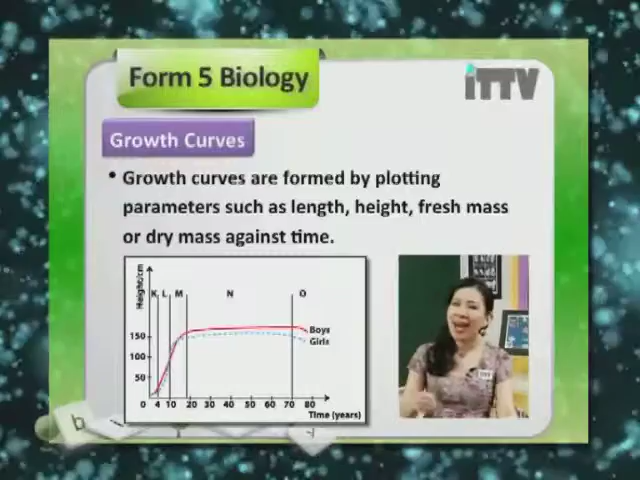 Form 5 Biology
iTTV
Growth Curves
• Growth curves are formed by plotting
parameters such as length, height, fresh mass
or dry mass against time.
Height/cm
K L M N O
150
100
50
Boys
Girls
0 4 10 20 30 40 50 60 70 80
Time (years)
b